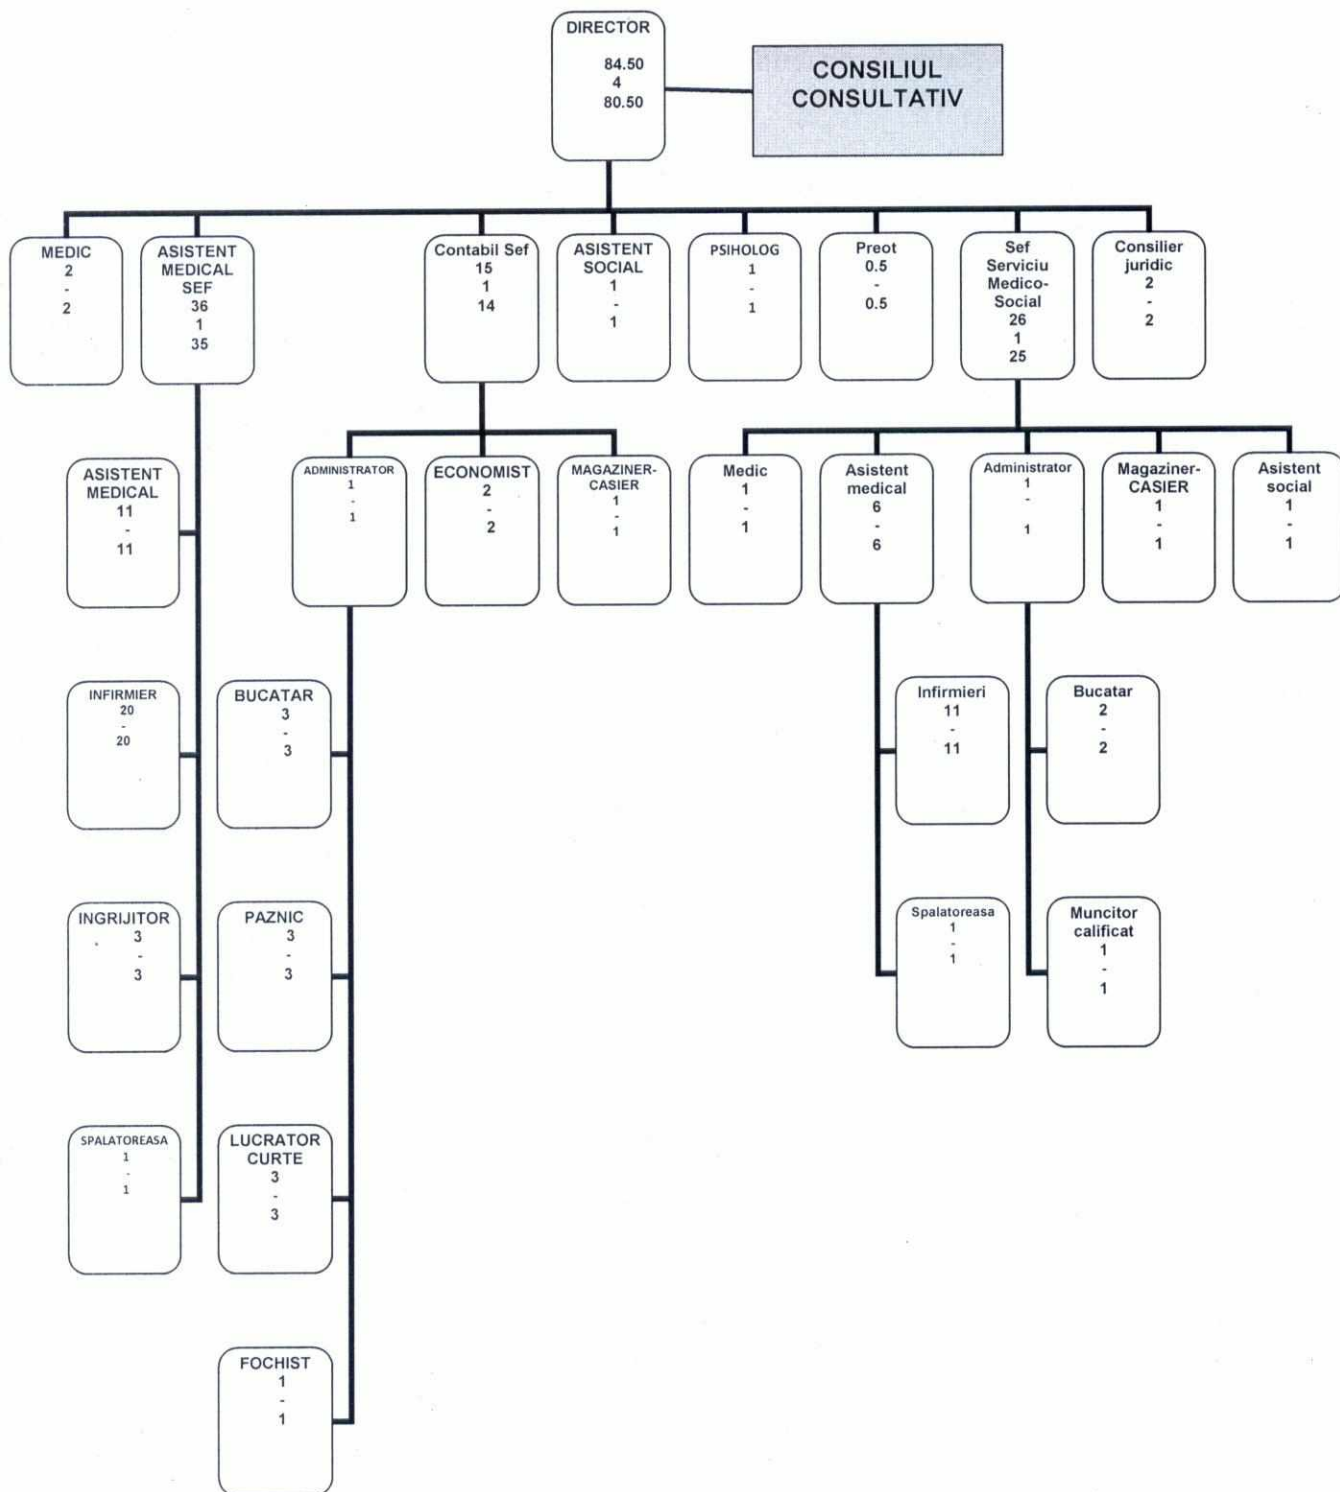 DIRECTOR
84.50
4
80.50
CONSILIUL
CONSULTATIV
MEDIC
2
-
2
ASISTENT
MEDICAL
SEF
36
1
35
Contabil Sef
15
1
14
ASISTENT
SOCIAL
1
-
1
PSIHOLOG
1
-
1
Preot
0.5
-
0.5
Sef
Serviciu
Medico-
Social
26
1
25
Consilier
juridic
2
-
2
ASISTENT
MEDICAL
11
-
11
ADMINISTRATOR
1
-
1
ECONOMIST
2
-
2
MAGAZINER-
CASIER
1
-
1
Medic
1
-
1
Asistent
medical
6
-
6
Administrator
1
-
1
Magaziner-
CASIER
1
-
1
Asistent
social
1
-
1
INFIRMIER
20
-
20
BUCATAR
3
-
3
Infirmieri
11
-
11
Bucatar
2
-
2
INGRIJITOR
3
-
3
PAZNIC
3
-
3
Spalatoreasa
1
-
1
Muncitor
calificat
1
-
1
SPALATOREASA
1
-
1
LUCRATOR
CURTE
3
-
3
FOCHIST
1
-
1